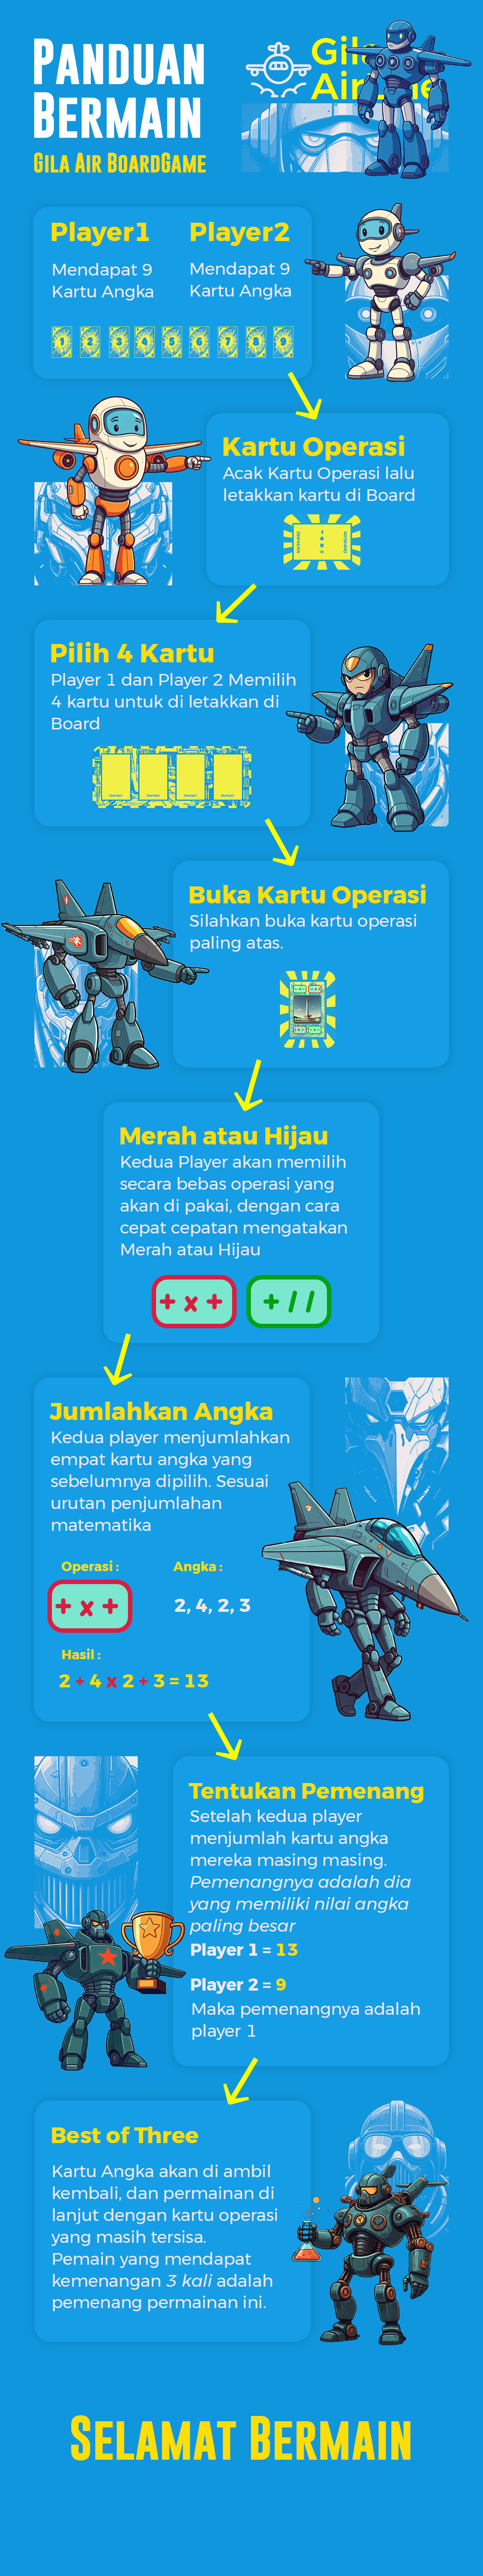 PANDUAN
BERMAIN
GILA AIR BOARDGAME
Gila
Player1
Mendapat 9
Kartu Angka
Player2
Mendapat 9
Kartu Angka
1 2 3 4 5 6 7 8 9
Kartu Operasi
Acak Kartu Operasi lalu
letakkan kartu di Board
Pilih 4 Kartu
Player 1 dan Player 2 Memilih
4 kartu untuk di letakkan di
Board
Buka Kartu Operasi
Silahkan buka kartu operasi
paling atas.
Merah atau Hijau
Kedua Player akan memilih
secara bebas operasi yang
akan di pakai, dengan cara
cepat cepatan mengatakan
Merah atau Hijau
+ x +
+ / /
Jumlahkan Angka
Kedua player menjumlahkan
empat kartu angka yang
sebelumnya dipilih. Sesuai
urutan penjumlahan
matematika
Operasi :
Angka :
+ x +
2, 4, 2, 3
Hasil :
2 + 4 x 2 + 3 = 13
Tentukan Pemenang
Setelah kedua player
menjumlah kartu angka
mereka masing masing.
Pemenangnya adalah dia
yang memiliki nilai angka
paling besar
Player 1 = 13
Player 2 = 9
Maka pemenangnya adalah
player 1
Best of Three
Kartu Angka akan di ambil
kembali, dan permainan di
lanjut dengan kartu operasi
yang masih tersisa.
Pemain yang mendapat
kemenangan 3 kali adalah
pemenang permainan ini.
SELAMAT BERMAIN